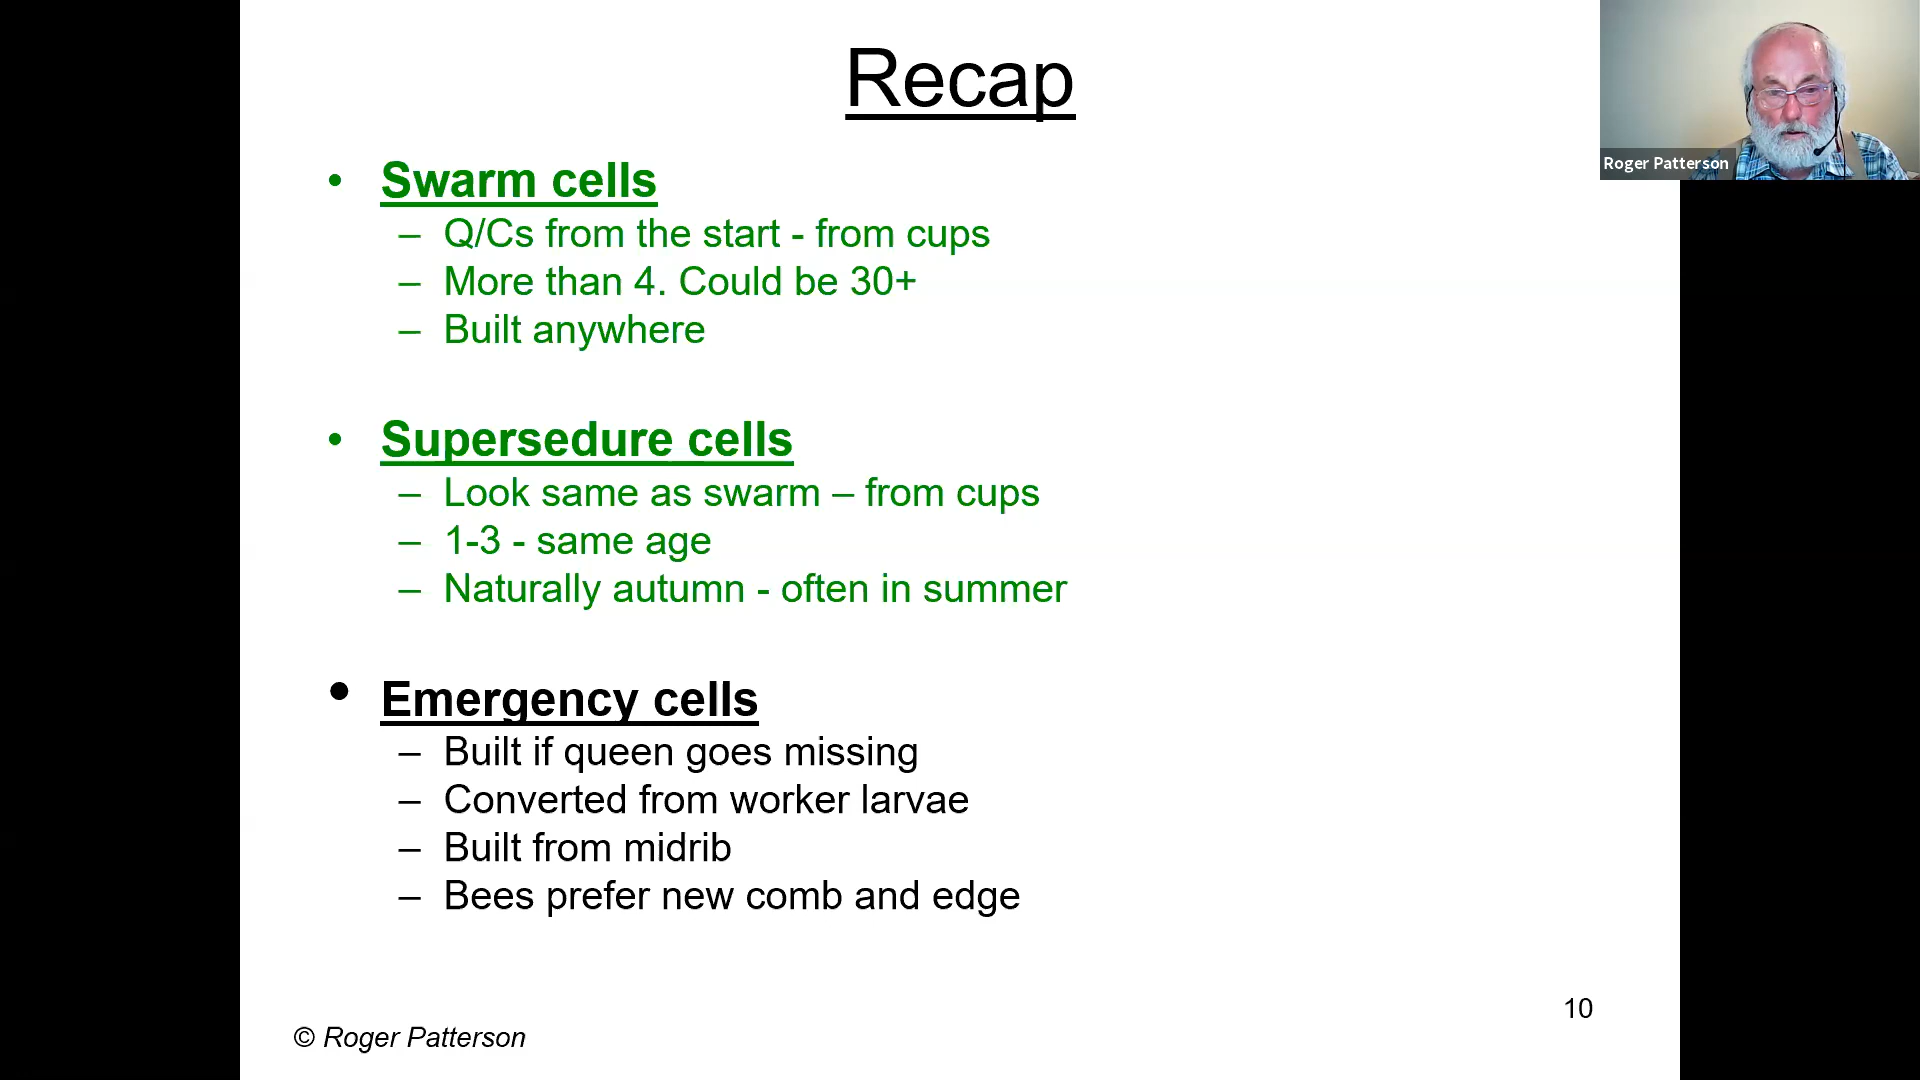 Recap
Roger Patterson
• Swarm cells
– Q/Cs from the start - from cups
– More than 4. Could be 30+
– Built anywhere
• Supersedure cells
– Look same as swarm – from cups
– 1-3 - same age
– Naturally autumn - often in summer
• Emergency cells
– Built if queen goes missing
– Converted from worker larvae
– Built from midrib
– Bees prefer new comb and edge
10
© Roger Patterson